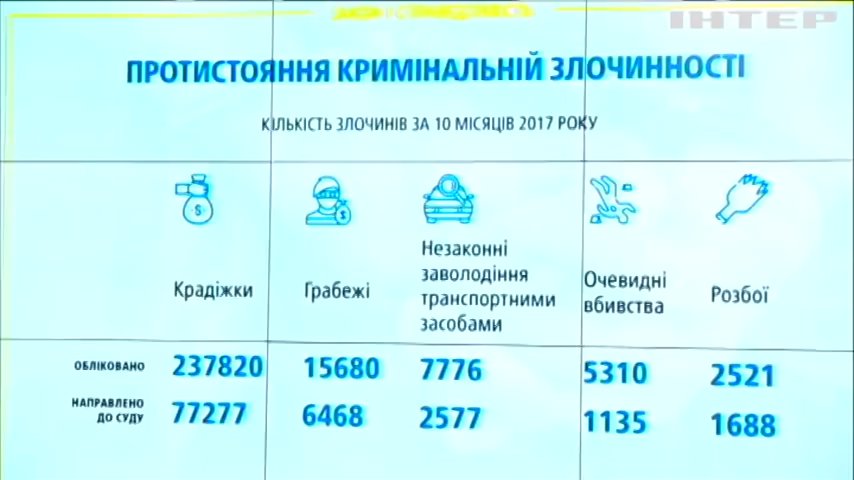 ІНТЕР
ПРОТИСТОЯННЯ КРИМІНАЛЬНІЙ ЗЛОЧИННОСТІ
КІЛЬКІСТЬ ЗЛОЧИНІВ ЗА 10 МІСЯЦІВ 2017 РОКУ
Крадіжки
Грабежі
Незаконні
заволодіння
транспортними
засобами
Очевидні
вбивства
Розбої
ОБЛІКОВАНО 237820 15680 7776 5310 2521
НАПРАВЛЕНО
ДО СУДУ 77277 6468 2577 1135 1688